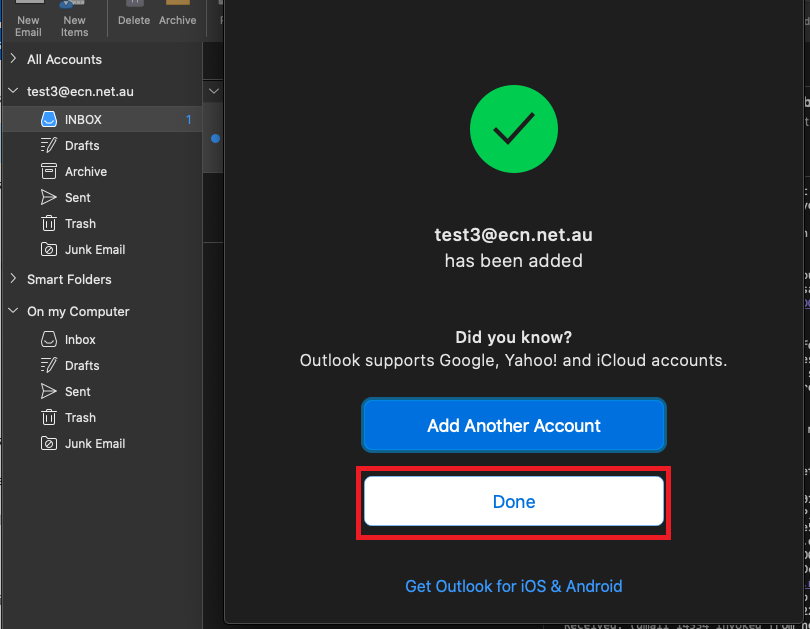 New
Email
New
Items
Delete
Archive
All Accounts
test3@ecn.net.au
INBOX
1
Drafts
Archive
Sent
Trash
Junk Email
Smart Folders
On my Computer
Inbox
Drafts
Sent
Trash
Junk Email
test3@ecn.net.au
has been added
Did you know?
Outlook supports Google, Yahoo! and iCloud accounts.
Add Another Account
Done
Get Outlook for iOS & Android